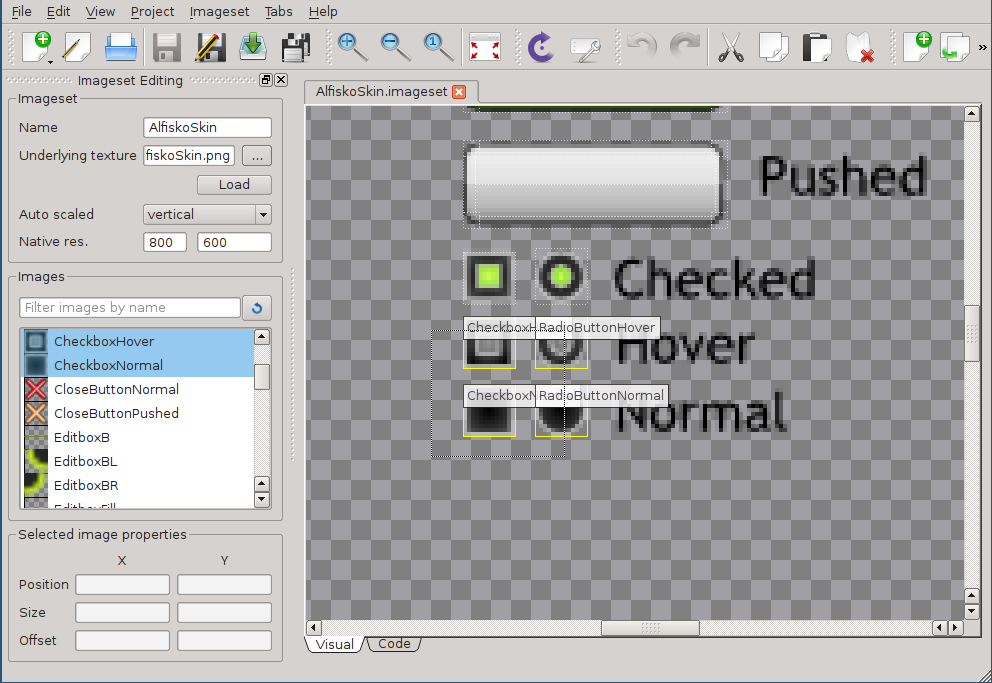 File Edit View Project Imageset Tabs Help
1
»
Imageset Editing
Imageset
Name AlfiskoSkin
Underlying texture fiskoSkin.png ...
Load
Auto scaled vertical
Native res. 800 600
Images
Filter images by name
CheckboxHover
CheckboxNormal
CloseButtonNormal
CloseButtonPushed
EditboxB
EditboxBL
EditboxBR
EditboxFill
Selected image properties
X Y
Position
Size
Offset
AlfiskoSkin.imageset
Pushed
Checked
CheckboxH RadioButtonHover
Hover
CheckboxN RadioButtonNormal
Normal
Visual Code